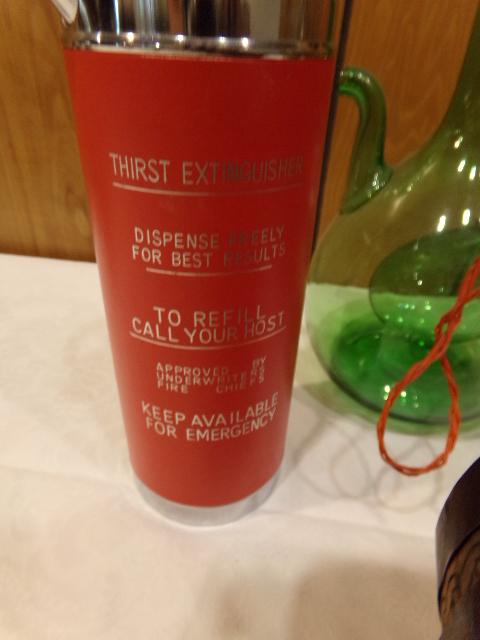 THIRST EXTINGUISHER
DISPENSE FREELY
FOR BEST RESULTS
TO REFILL
CALL YOUR HOST
APPROVED BY
UNDERWRITERS
FIRE CHIEFS
KEEP AVAILABLE
FOR EMERGENCY